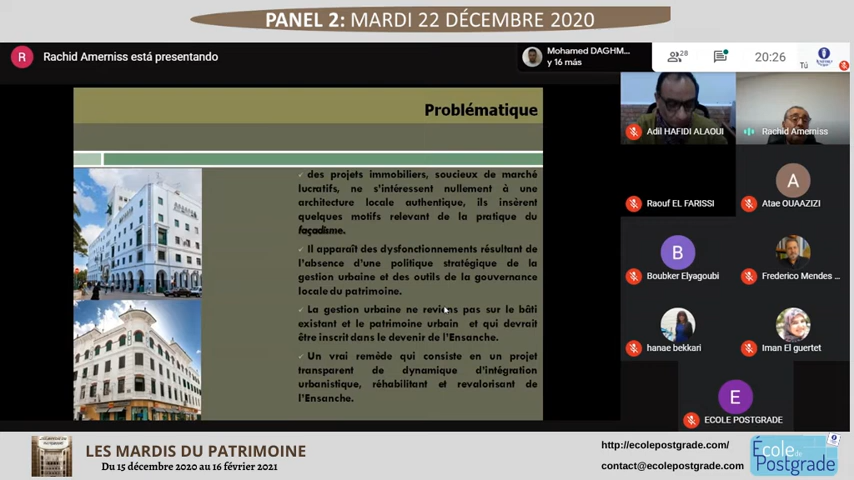 PANEL 2: MARDI 22 DÉCEMBRE 2020
R
Rachid Amerniss está presentando
Mohamed DAGHM...
y 16 más
28
20:26
Tú
Problématique
✓ des projets immobiliers, soucieux de marché
lucratifs, ne s'intéressent nullement à une
architecture locale authentique, ils insèrent
quelques motifs relevant de la pratique du
façadisme.
✓ Il apparaît des dysfonctionnements résultant de
l'absence d'une politique stratégique de la
gestion urbaine et des outils de la gouvernance
locale du patrimoine.
✓ La gestion urbaine ne reviens pas sur le bâti
existant et le patrimoine urbain et qui devrait
être inscrit dans le devenir de l'Ensanche.
✓ Un vrai remède qui consiste en un projet
transparent de dynamique d'intégration
urbanistique, réhabilitant et revalorisant de
l'Ensanche.
Adil HAFIDI ALAOUI
Rachid Amerniss
Raouf EL FARISSI
A
Atae OUAAZIZI
B
Boubker Elyagoubi
Frederico Mendes ...
hanae bekkari
Iman El guertet
E
ECOLE POSTGRADE
LES MARDIS DU PATRIMOINE
Du 15 décembre 2020 au 16 février 2021
http://ecolepostgrade.com/
contact@ecolepostgrade.com
École
de
Postgrade